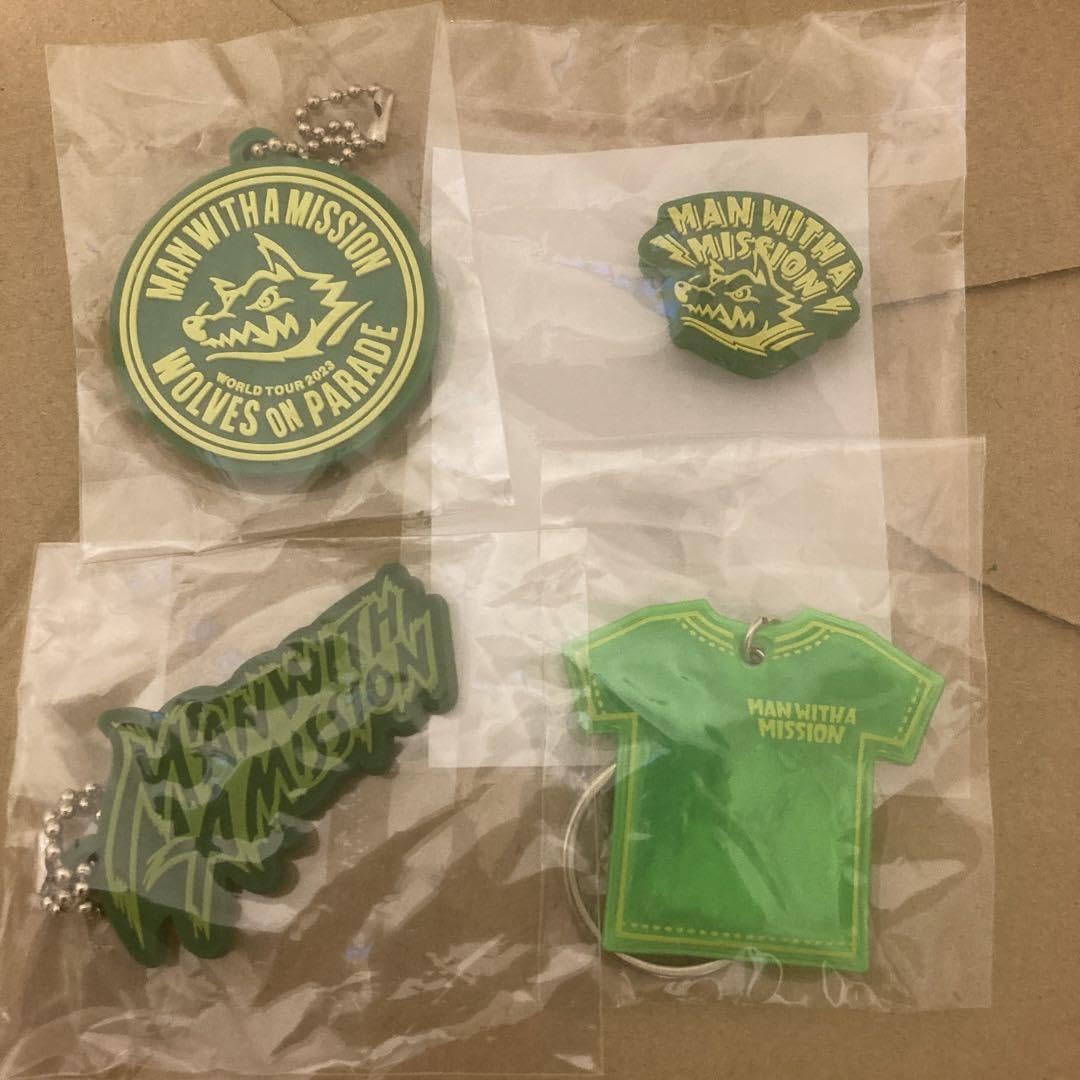 MAN WITH A MISSION
WORLD TOUR 2023
WOLVES ON PARADE
MAN WITH A
MISSION
MAN WITH
A MISSION
MAN WITH A
MISSION